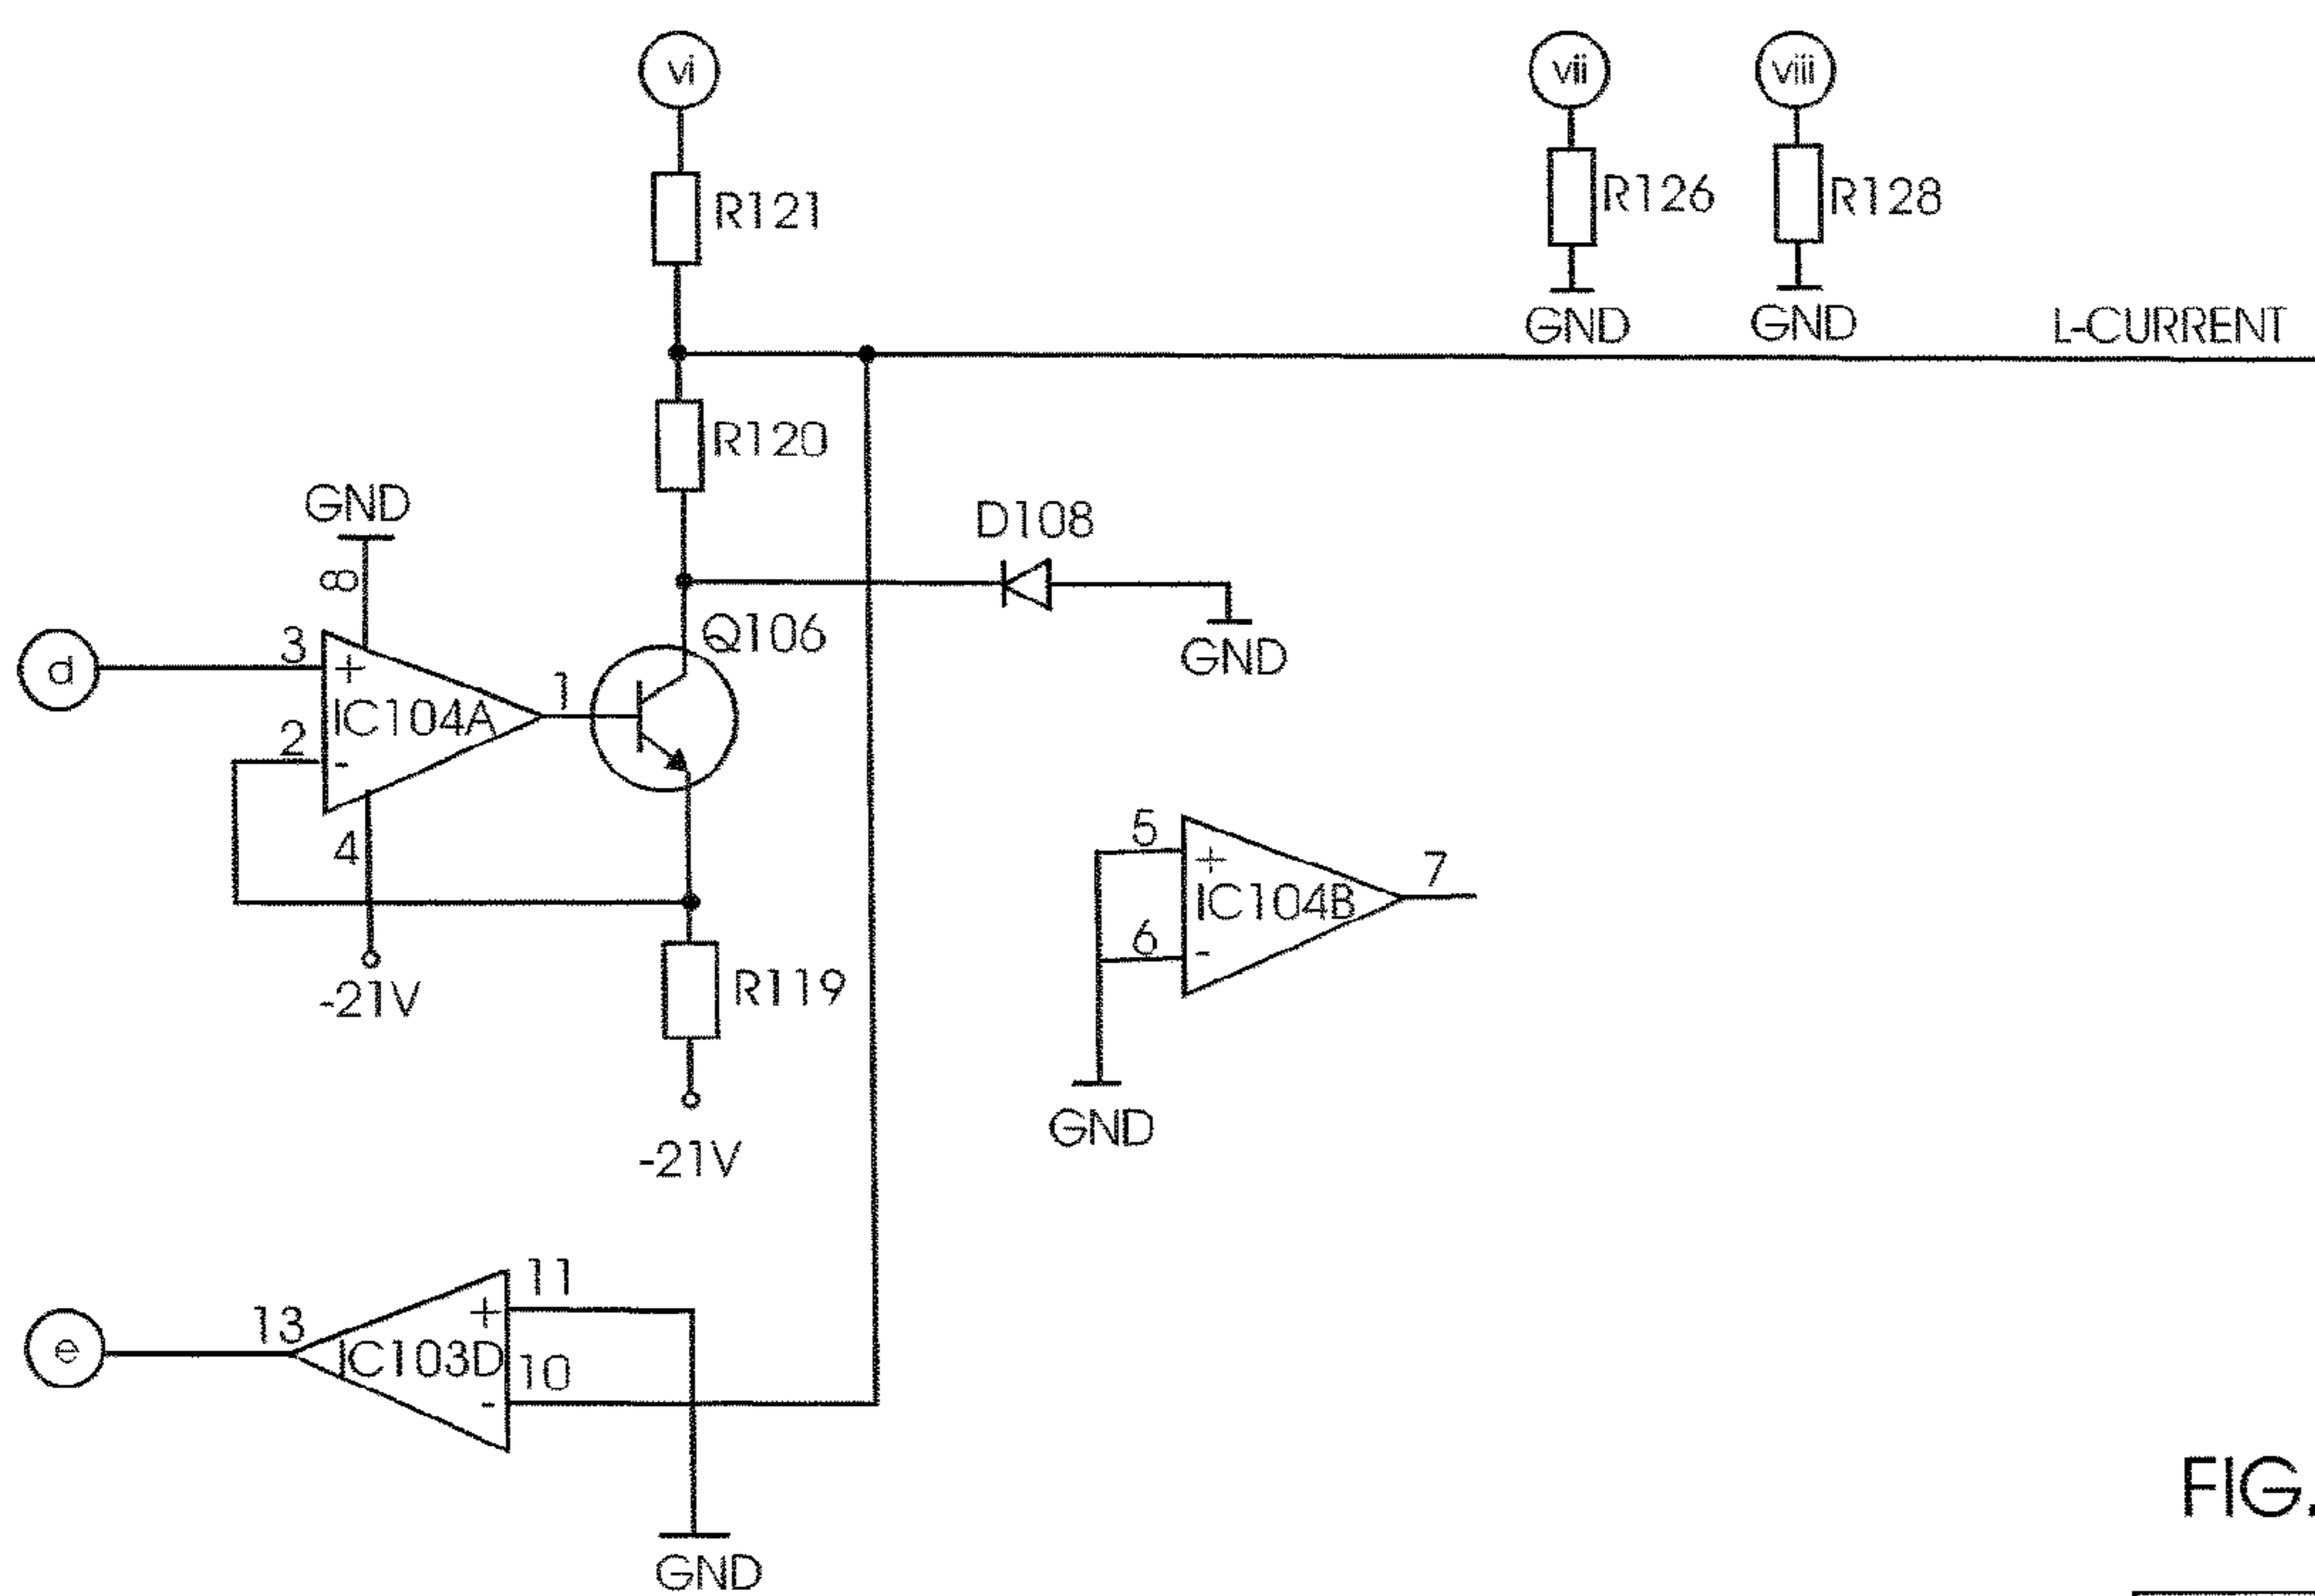 vi
vii
viii
R121
R126
R128
GND
GND
L-CURRENT
R120
GND
D108
8
Q106
3
d
+
GND
1
IC104A
2
-
4
5
+
7
IC104B
6
-
R119
-21V
GND
-21V
11
13
+
e
IC103D
10
-
FIG.
GND